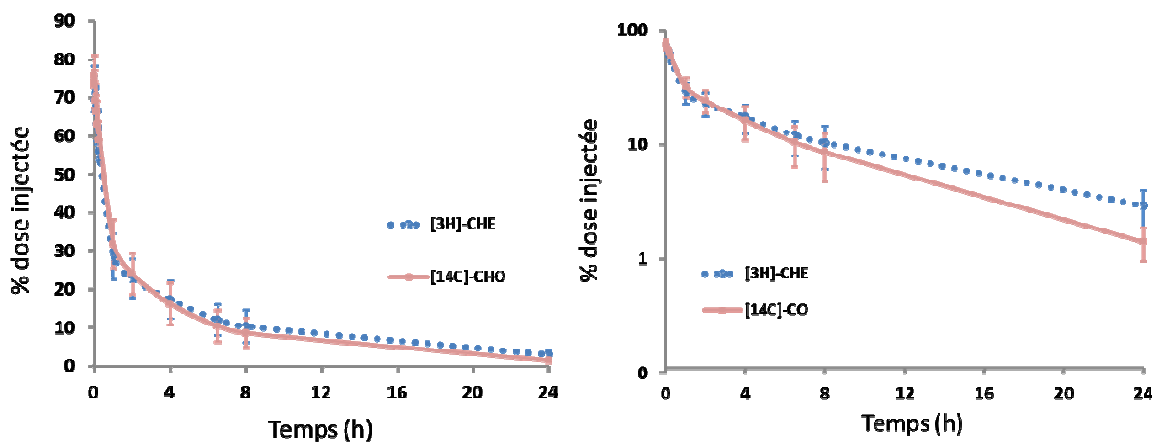 % dose injectée
90
80
70
60
50
40
30
20
10
0
0 4 8 12 16 20 24
Temps (h)
[3H]-CHE
[14C]-CHO
% dose injectée
100
10
1
0
0 4 8 12 16 20 24
Temps (h)
[3H]-CHE
[14C]-CO